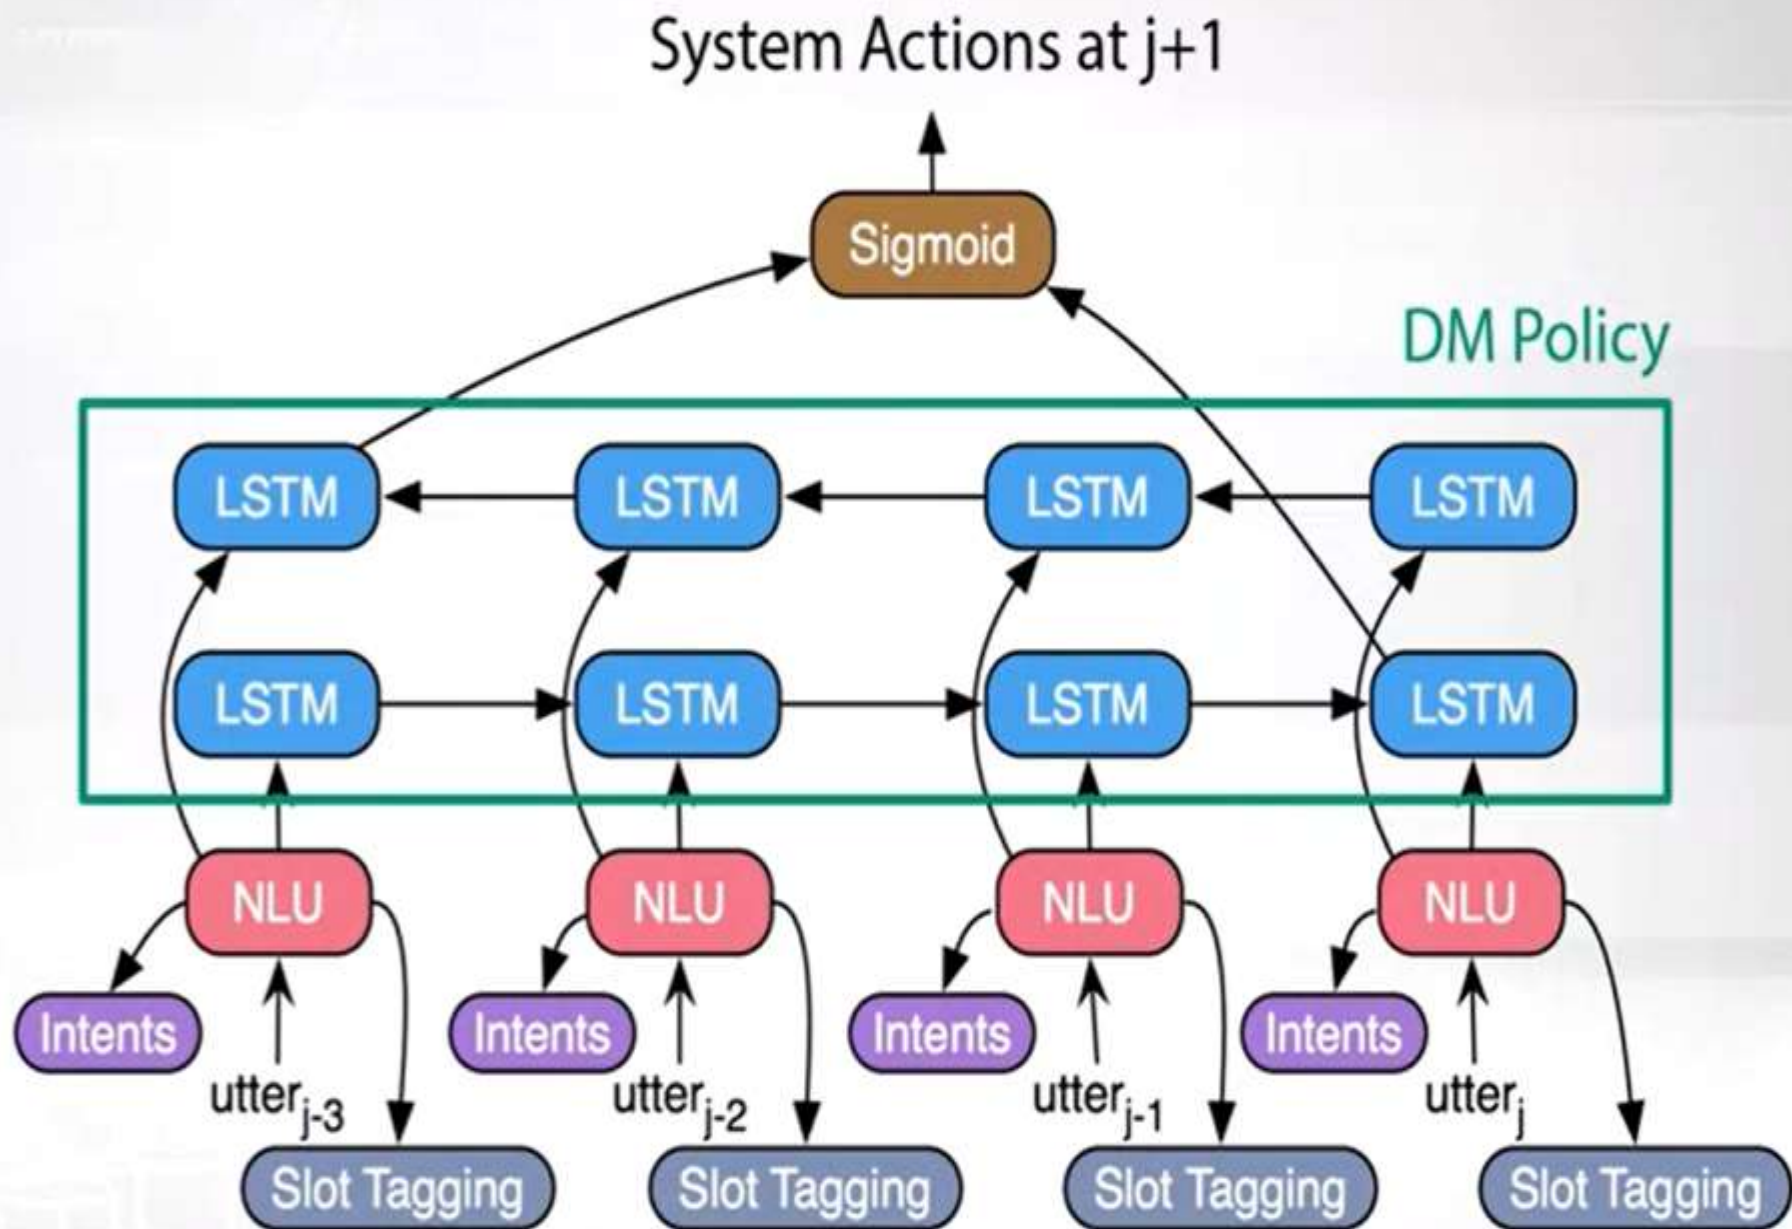 System Actions at j+1
Sigmoid
DM Policy
LSTM LSTM LSTM LSTM
LSTM LSTM LSTM LSTM
NLU NLU NLU NLU
Intents Intents Intents Intents
utterj-3 utterj-2 utterj-1 utterj
Slot Tagging Slot Tagging Slot Tagging Slot Tagging